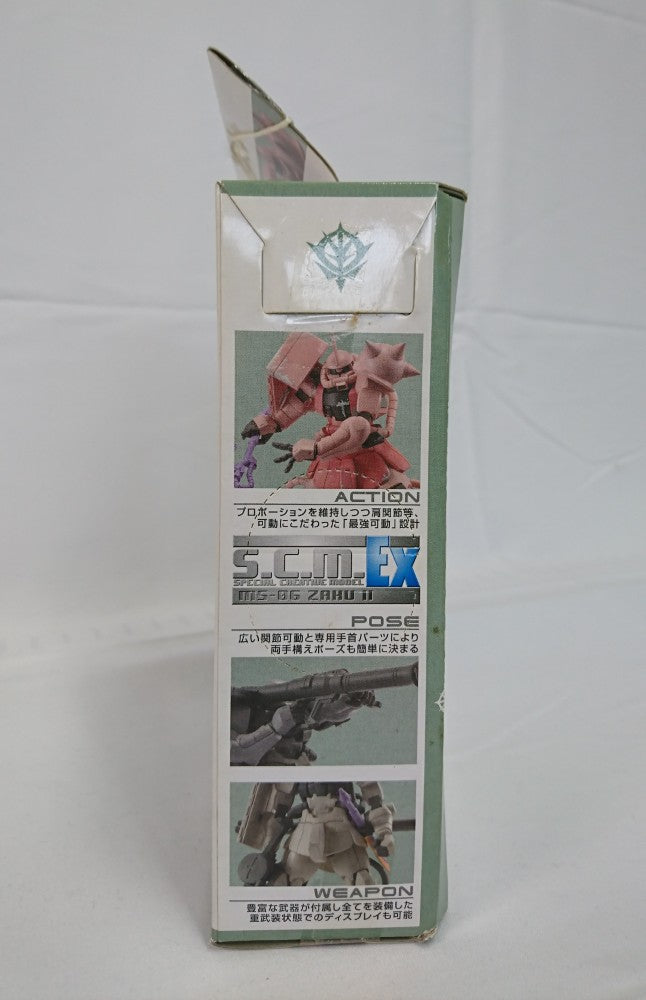 ACTION
プロポーションを維持しつつ肩関節等、
可動にこだわった「最強可動」設計
S.C.M.Ex
SPECIAL CREATIVE MODEL
MS-06 ZAKU II
POSE
広い関節可動と専用手首パーツにより
両手構えポーズも簡単に決まる
WEAPON
豊富な武器が付属し全てを装備した
重武装状態でのディスプレイも可能